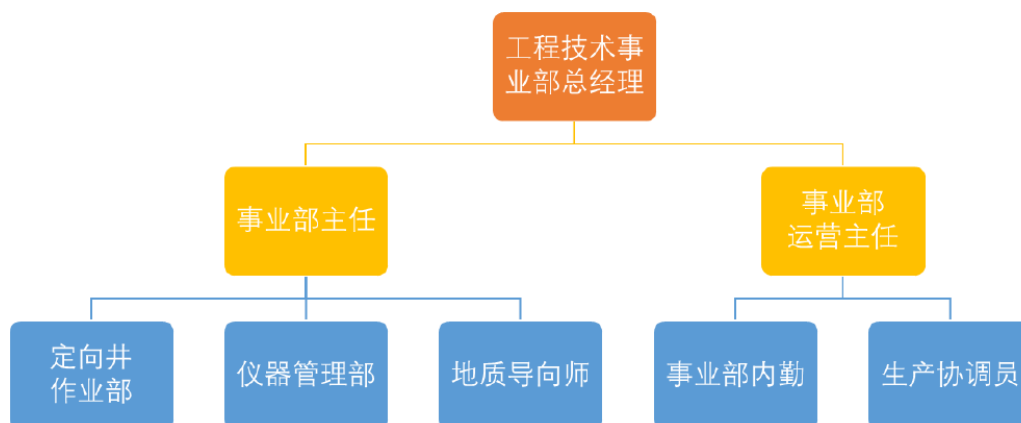 工程技术事
业部总经理
事业部主任
事业部
运营主任
定向井
作业部
仪器管理部
地质导向师
事业部内勤
生产协调员